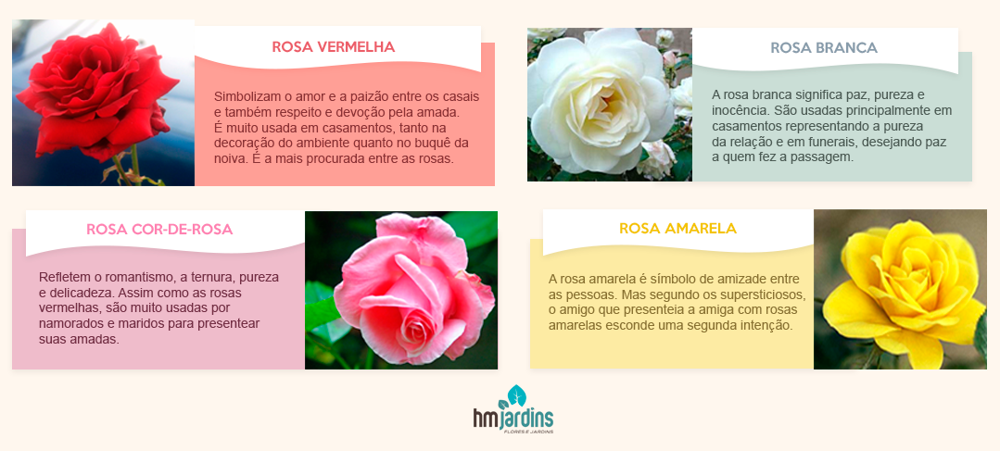 ROSA VERMELHA
Simbolizam o amor e a paizão entre os casais
e também respeito e devoção pela amada.
É muito usada em casamentos, tanto na
decoração do ambiente quanto no buquê da
noiva. É a mais procurada entre as rosas.
ROSA BRANCA
A rosa branca significa paz, pureza e
inocência. São usadas principalmente em
casamentos representando a pureza
da relação e em funerais, desejando paz
a quem fez a passagem.
ROSA COR-DE-ROSA
Refletem o romantismo, a ternura, pureza
e delicadeza. Assim como as rosas
vermelhas, são muito usadas por
namorados e maridos para presentear
suas amadas.
ROSA AMARELA
A rosa amarela é símbolo de amizade entre
as pessoas. Mas segundo os supersticiosos,
o amigo que presenteia a amiga com rosas
amarelas esconde uma segunda intenção.
hmjardins
FLORES E JARDINS